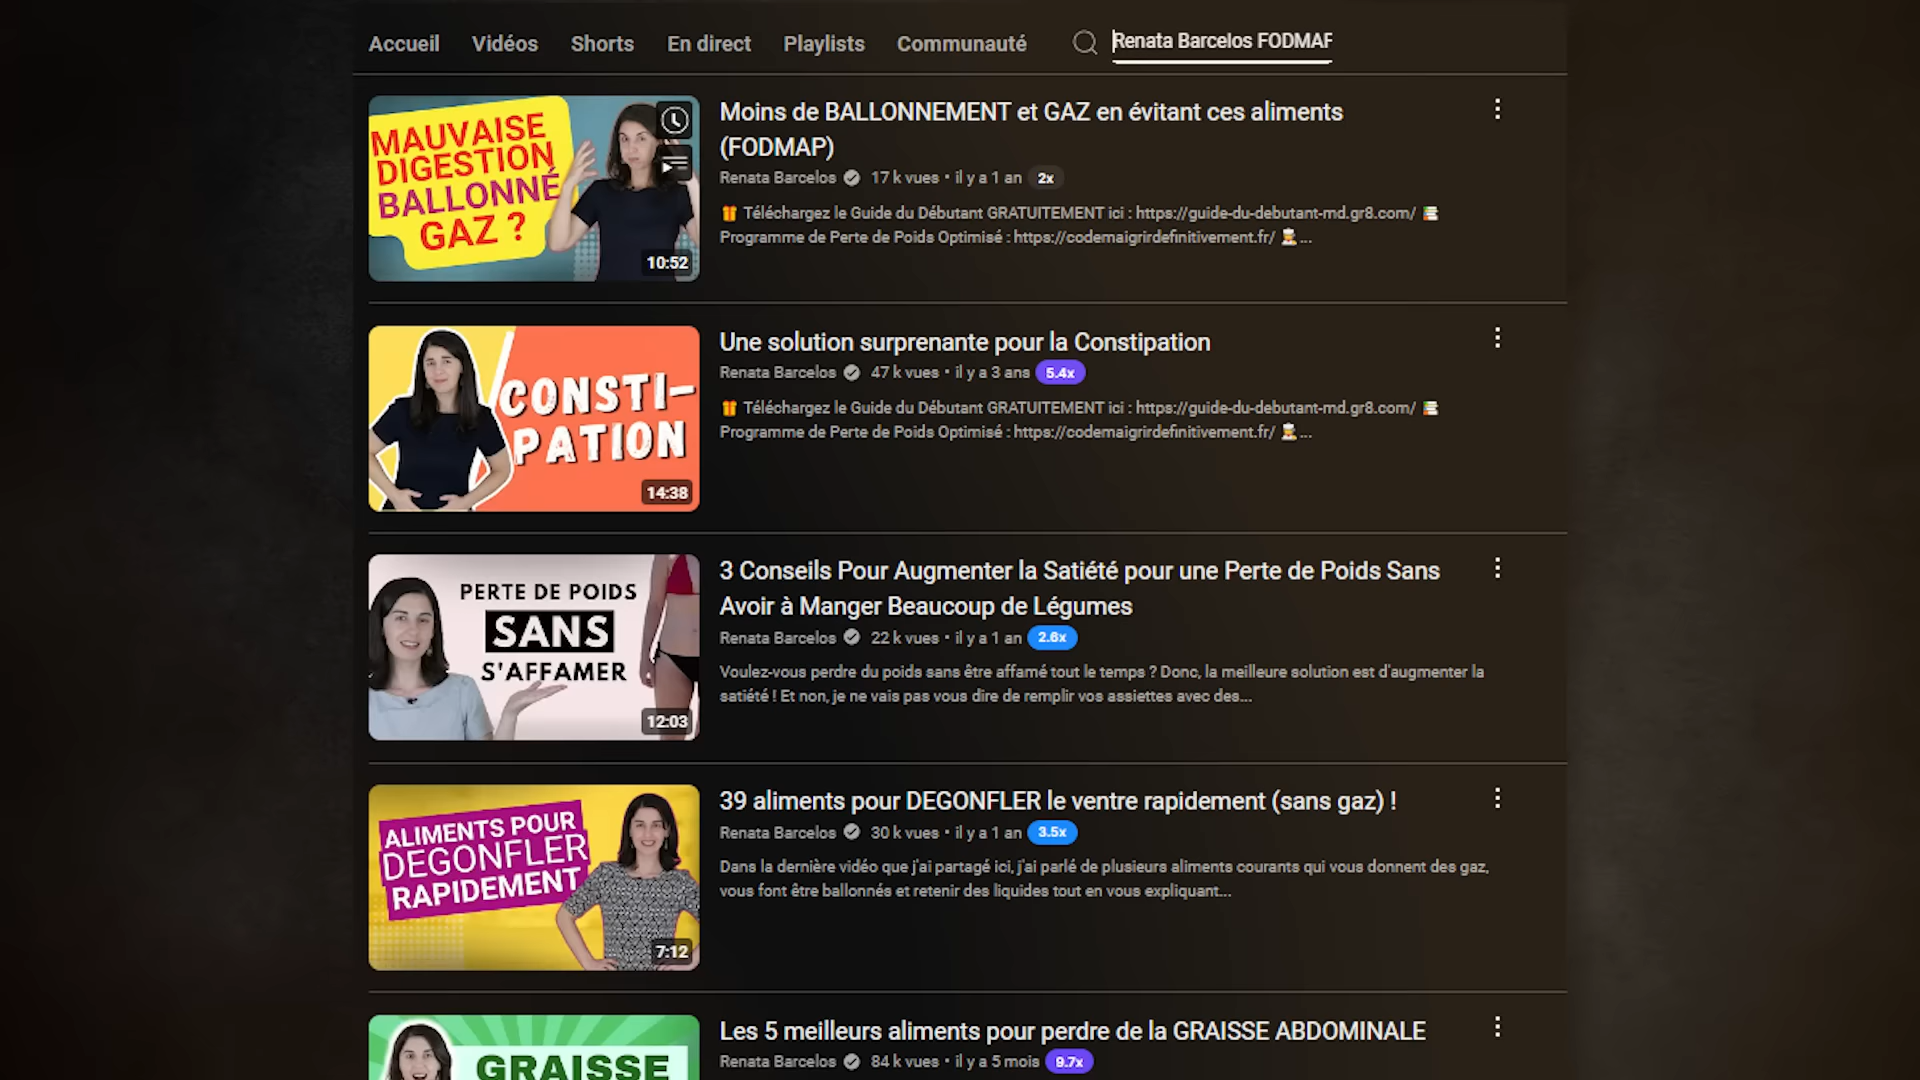 Accueil Vidéos Shorts En direct Playlists Communauté Renata Barcelos FODMAP
MAUVAISE
DIGESTION
BALLONNÉ
GAZ ?
10:52
Moins de BALLONNEMENT et GAZ en évitant ces aliments
(FODMAP)
Renata Barcelos 17 k vues • il y a 1 an 2x
Téléchargez le Guide du Débutant GRATUITEMENT ici : https://guide-du-debutant-md.gr8.com/
Programme de Perte de Poids Optimisé : https://codemaigrirdefinitivement.fr/ ...
CONSTI-
PATION
14:38
Une solution surprenante pour la Constipation
Renata Barcelos 47 k vues • il y a 3 ans 5.4x
Téléchargez le Guide du Débutant GRATUITEMENT ici : https://guide-du-debutant-md.gr8.com/
Programme de Perte de Poids Optimisé : https://codemaigrirdefinitivement.fr/ ...
PERTE DE POIDS
SANS
S'AFFAMER
12:03
3 Conseils Pour Augmenter la Satiété pour une Perte de Poids Sans
Avoir à Manger Beaucoup de Légumes
Renata Barcelos 22 k vues • il y a 1 an 2.6x
Voulez-vous perdre du poids sans être affamé tout le temps ? Donc, la meilleure solution est d'augmenter la
satiété ! Et non, je ne vais pas vous dire de remplir vos assiettes avec des...
ALIMENTS POUR
DEGONFLER
RAPIDEMENT
7:12
39 aliments pour DEGONFLER le ventre rapidement (sans gaz) !
Renata Barcelos 30 k vues • il y a 1 an 3.5x
Dans la dernière vidéo que j'ai partagé ici, j'ai parlé de plusieurs aliments courants qui vous donnent des gaz,
vous font être ballonnés et retenir des liquides tout en vous expliquant...
GRAISSE
Les 5 meilleurs aliments pour perdre de la GRAISSE ABDOMINALE
Renata Barcelos 84 k vues • il y a 5 mois 9.7x